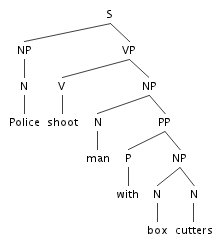 S
NP VP
N V NP
Police shoot N PP
man P NP
with N N
box cutters